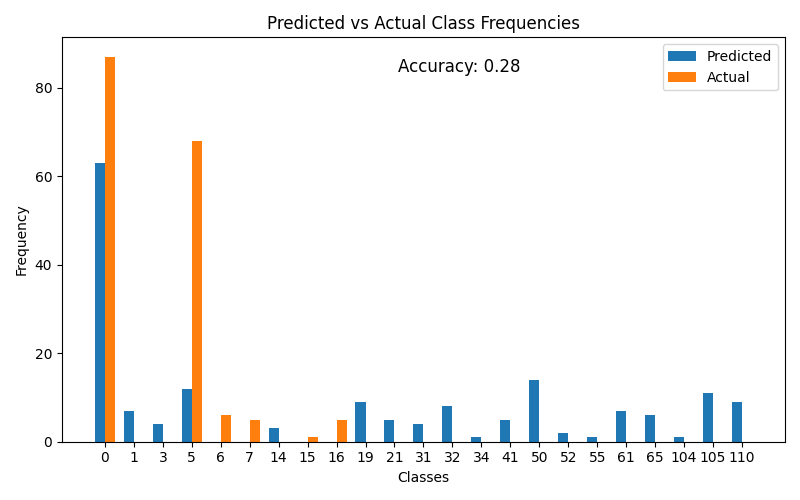 Predicted vs Actual Class Frequencies
Accuracy: 0.28
Predicted
Actual
Frequency
80
60
40
20
0
0 1 3 5 6 7 14 15 16 19 21 31 32 34 41 50 52 55 61 65 104 105 110
Classes